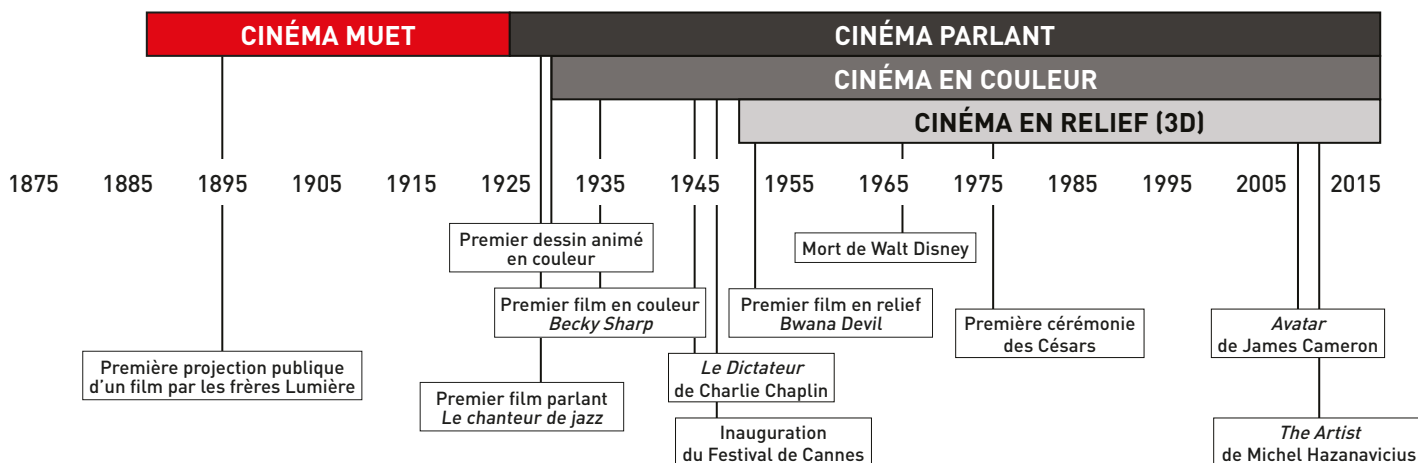 CINÉMA MUET
CINÉMA PARLANT
CINÉMA EN COULEUR
CINÉMA EN RELIEF (3D)
1875 1885 1895 1905 1915 1925 1935 1945 1955 1965 1975 1985 1995 2005 2015
Premier dessin animé
en couleur
Mort de Walt Disney
Premier film en couleur
Becky Sharp
Premier film en relief
Bwana Devil
Première cérémonie
des Césars
Avatar
de James Cameron
Première projection publique
d'un film par les frères Lumière
Le Dictateur
de Charlie Chaplin
Premier film parlant
Le chanteur de jazz
Inauguration
du Festival de Cannes
The Artist
de Michel Hazanavicius